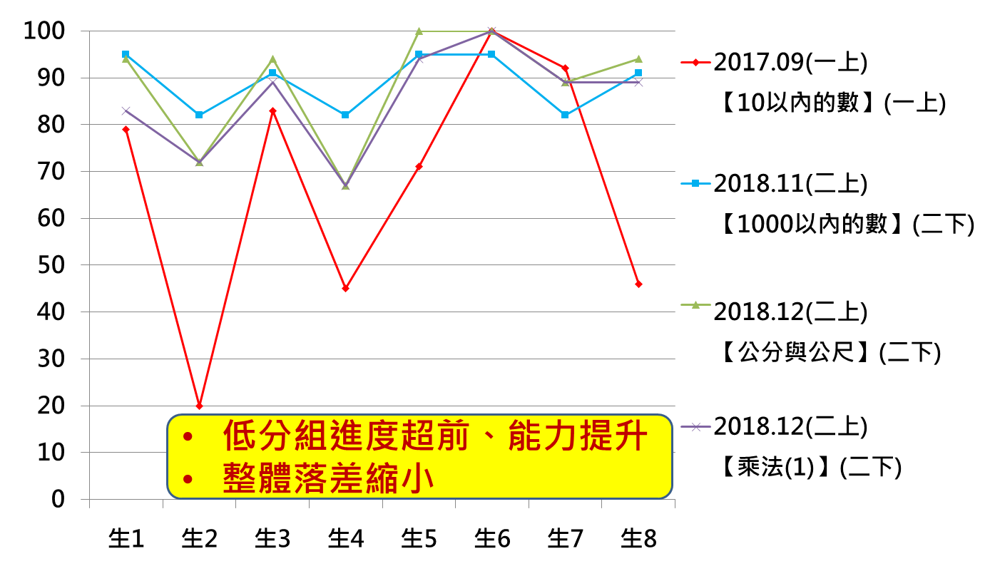 100
90
80
70
60
50
40
30
20
10
0
生1 生2 生3 生4 生5 生6 生7 生8
2017.09(一上)
【10以內的數】(一上)
2018.11(二上)
【1000以內的數】(二下)
2018.12(二上)
【公分與公尺】(二下)
2018.12(二上)
【乘法(1)】(二下)
• 低分組進度超前、能力提升
• 整體落差縮小